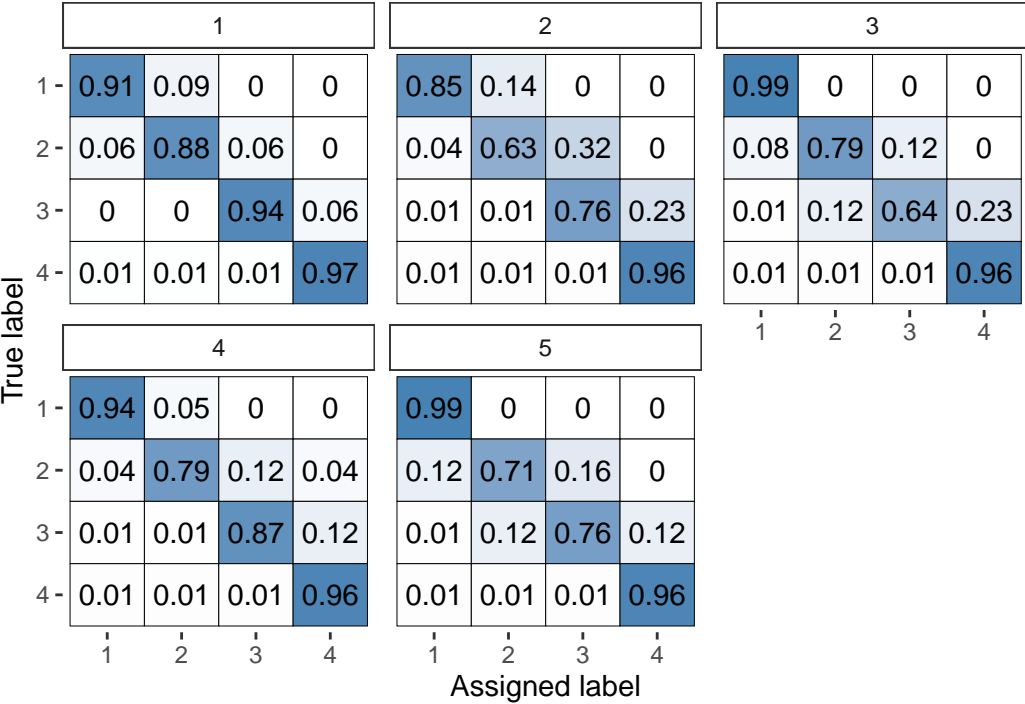 1 2 3
1 0.91 0.09 0 0 0.85 0.14 0 0 0.99 0 0 0
2 0.06 0.88 0.06 0 0.04 0.63 0.32 0 0.08 0.79 0.12 0
3 0 0 0.94 0.06 0.01 0.01 0.76 0.23 0.01 0.12 0.64 0.23
4 0.01 0.01 0.01 0.97 0.01 0.01 0.01 0.96 0.01 0.01 0.01 0.96
1 2 3 4
True label
4 5
1 0.94 0.05 0 0 0.99 0 0 0
2 0.04 0.79 0.12 0.04 0.12 0.71 0.16 0
3 0.01 0.01 0.87 0.12 0.01 0.12 0.76 0.12
4 0.01 0.01 0.01 0.96 0.01 0.01 0.01 0.96
1 2 3 4 1 2 3 4
Assigned label